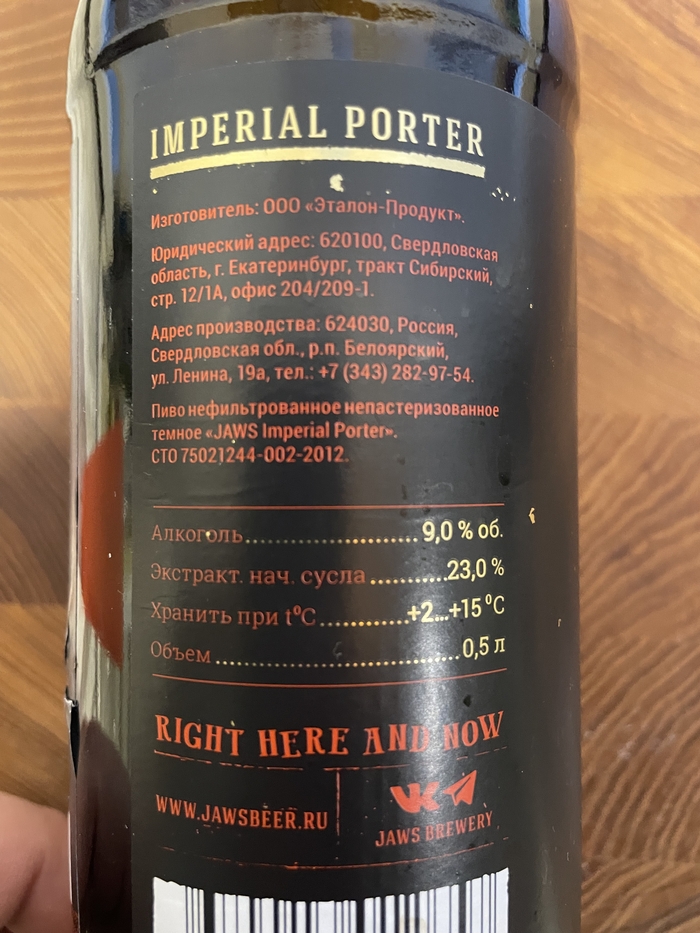 IMPERIAL PORTER
Изготовитель: ООО «Эталон-Продукт».
Юридический адрес: 620100, Свердловская
область, г. Екатеринбург, тракт Сибирский,
стр. 12/1А, офис 204/209-1.
Адрес производства: 624030, Россия,
Свердловская обл., р.п. Белоярский,
ул. Ленина, 19а, тел.: +7 (343) 282-97-54.
Пиво нефильтрованное непастеризованное
темное «JAWS Imperial Porter».
СТО 75021244-002-2012.
Алкоголь.......................... 9,0 % об.
Экстракт. нач. сусла ...........23,0 %
Хранить при t°C .............+2...+15 °C
Объем ....................................0,5 л
RIGHT HERE AND NOW
WWW.JAWSBEER.RU
JAWS BREWERY